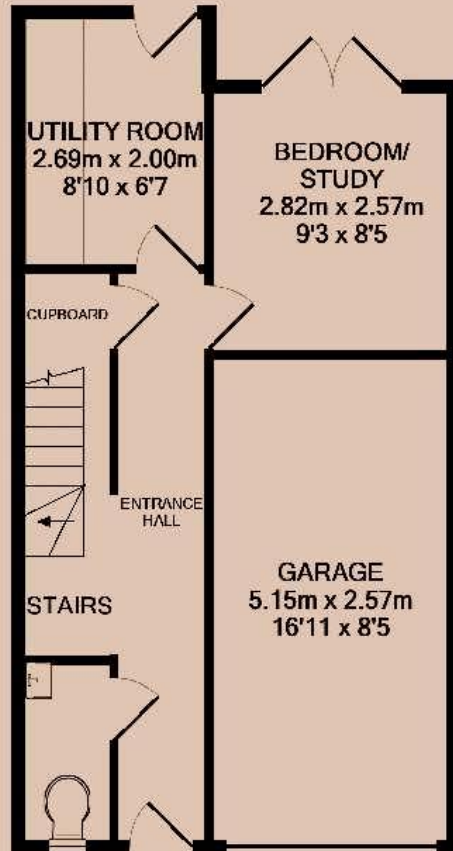 UTILITY ROOM
2.69m x 2.00m
8'10 x 6'7
BEDROOM/
STUDY
2.82m x 2.57m
9'3 x 8'5
CUPBOARD
ENTRANCE
HALL
STAIRS
GARAGE
5.15m x 2.57m
16'11 x 8'5